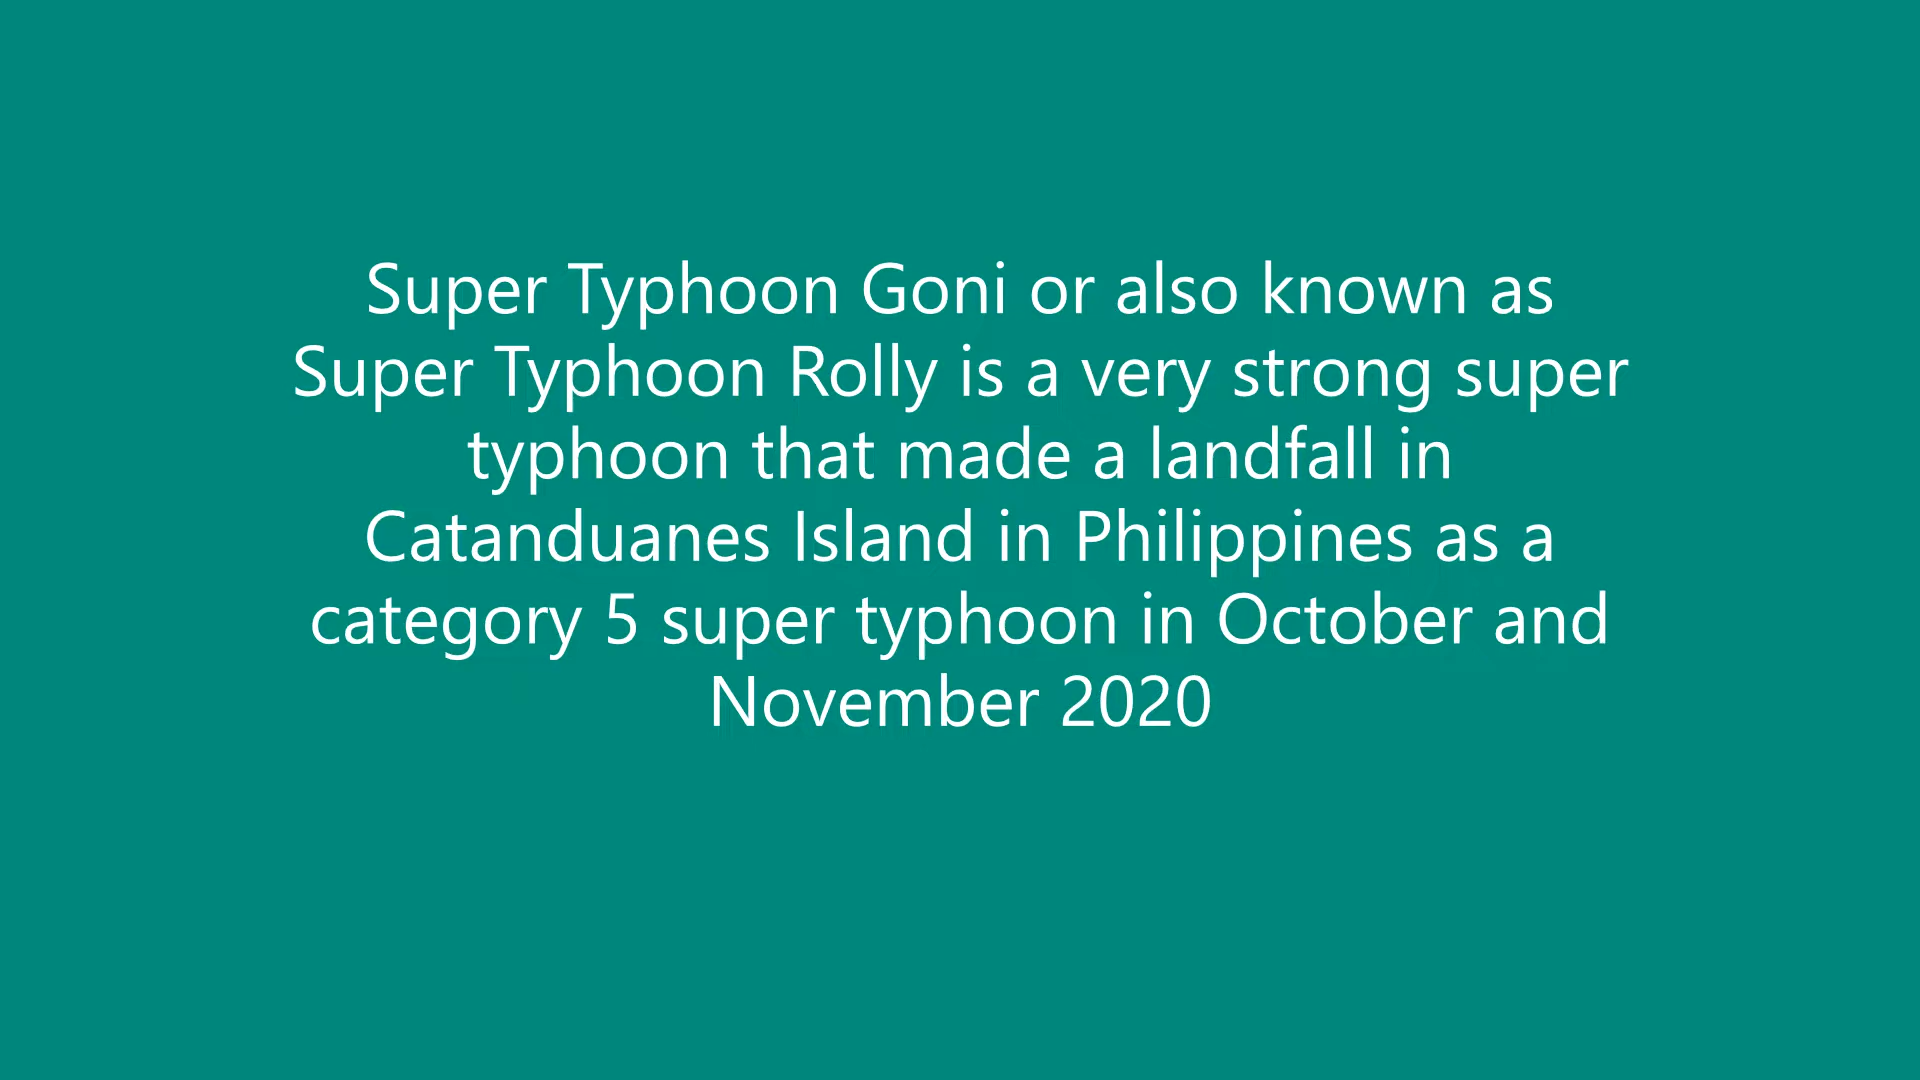 Super Typhoon Goni or also known as
Super Typhoon Rolly is a very strong super
typhoon that made a landfall in
Catanduanes Island in Philippines as a
category 5 super typhoon in October and
November 2020